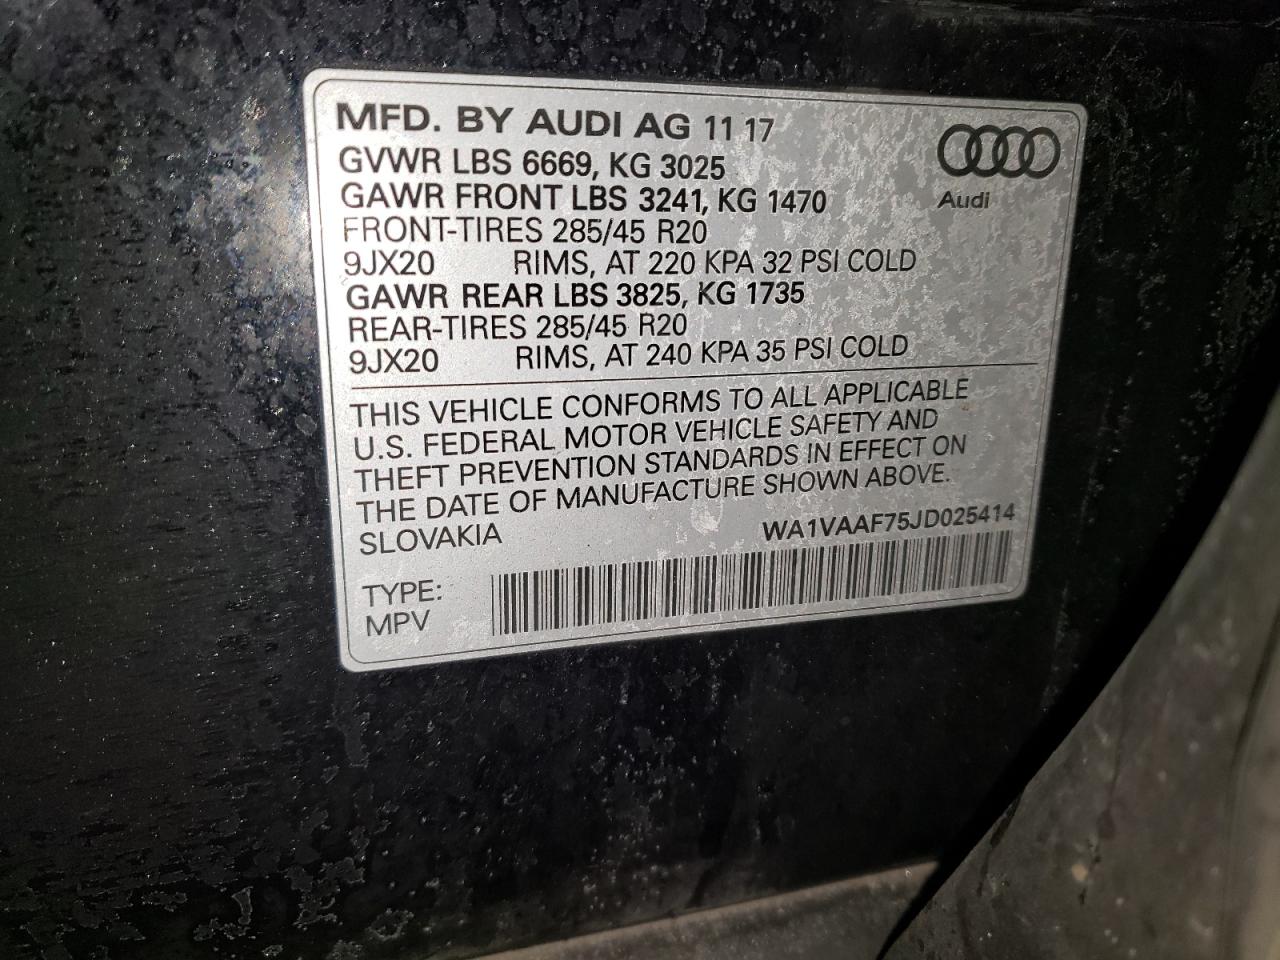 MFD. BY AUDI AG 11 17
GVWR LBS 6669, KG 3025
GAWR FRONT LBS 3241, KG 1470
FRONT-TIRES 285/45 R20
9JX20 RIMS, AT 220 KPA 32 PSI COLD
GAWR REAR LBS 3825, KG 1735
REAR-TIRES 285/45 R20
9JX20 RIMS, AT 240 KPA 35 PSI COLD
Audi
THIS VEHICLE CONFORMS TO ALL APPLICABLE
U.S. FEDERAL MOTOR VEHICLE SAFETY AND
THEFT PREVENTION STANDARDS IN EFFECT ON
THE DATE OF MANUFACTURE SHOWN ABOVE.
SLOVAKIA WA1VAAF75JD025414
TYPE:
MPV